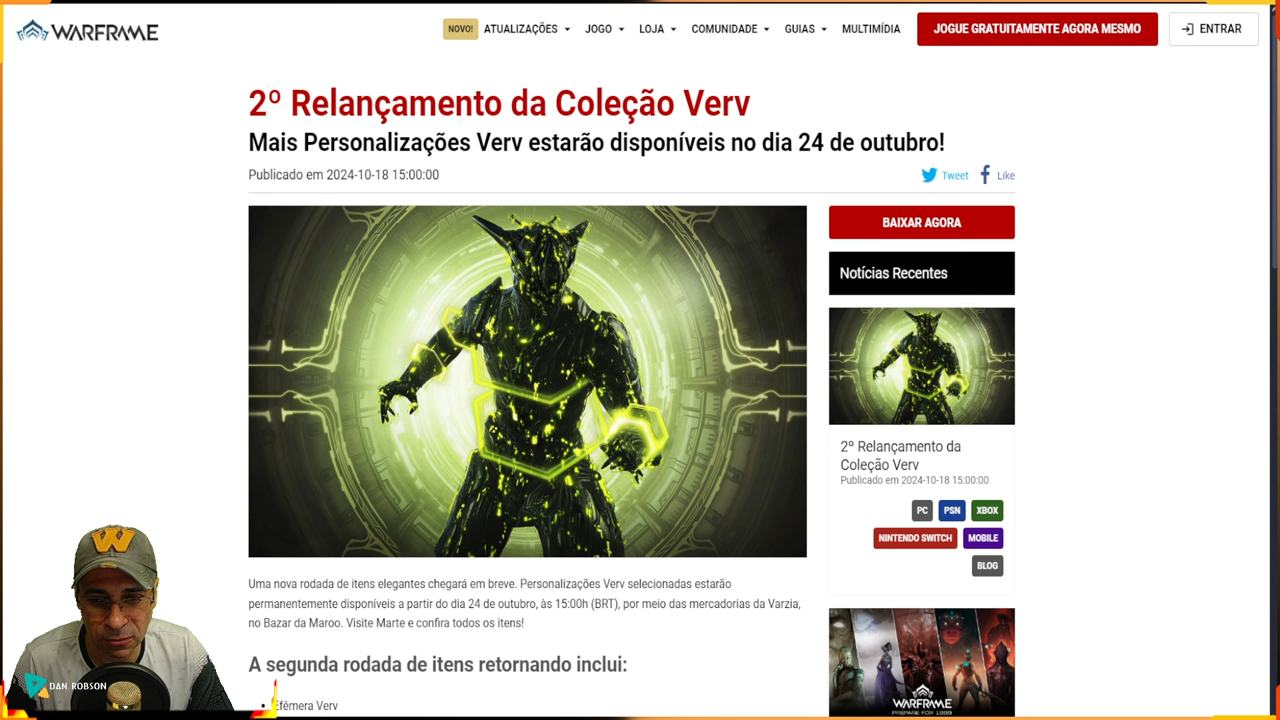 WARFRAME
NOVO! ATUALIZAÇÕES JOGO LOJA COMUNIDADE GUIAS MULTIMÍDIA JOGUE GRATUITAMENTE AGORA MESMO ENTRAR
2º Relançamento da Coleção Verv
Mais Personalizações Verv estarão disponíveis no dia 24 de outubro!
Publicado em 2024-10-18 15:00:00
Tweet Like
BAIXAR AGORA
Notícias Recentes
2º Relançamento da
Coleção Verv
Publicado em 2024-10-18 15:00:00
PC PSN XBOX
NINTENDO SWITCH MOBILE
BLOG
WARFRAME
PREPARE FOR 1999
Uma nova rodada de itens elegantes chegará em breve. Personalizações Verv selecionadas estarão
permanentemente disponíveis a partir do dia 24 de outubro, às 15:00h (BRT), por meio das mercadorias da Varzia,
no Bazar da Maroo. Visite Marte e confira todos os itens!
A segunda rodada de itens retornando inclui:
• Efêmera Verv
W
DAN ROBSON